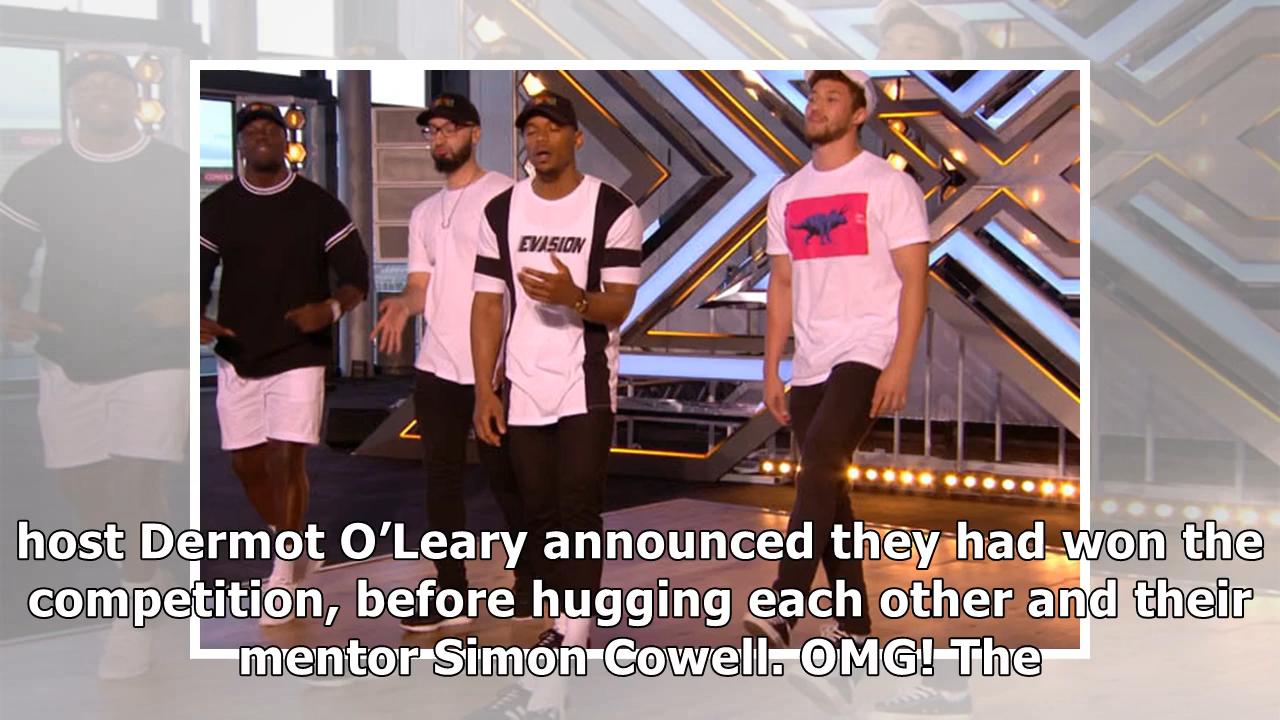 EVASION
host Dermot O’Leary announced they had won the
competition, before hugging each other and their
mentor Simon Cowell. OMG! The